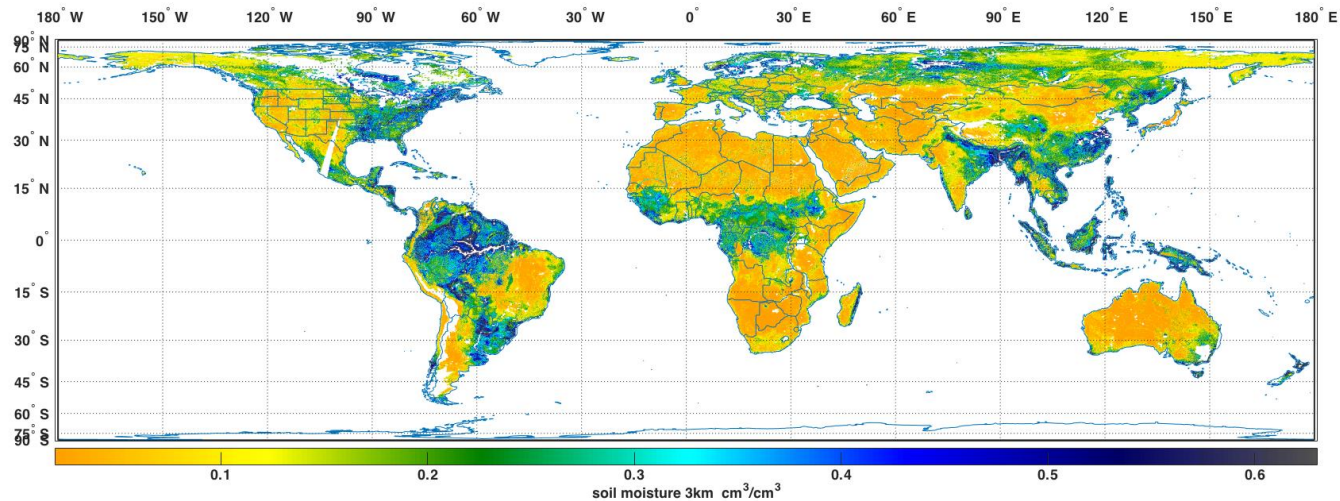 180° W 150° W 120° W 90° W 60° W 30° W 0° 30° E 60° E 90° E 120° E 150° E 180° E
90° N
75° N
60° N
45° N
30° N
15° N
0°
15° S
30° S
45° S
60° S
75° S
90° S
0.1 0.2 0.3 0.4 0.5 0.6
soil moisture 3km cm³/cm³